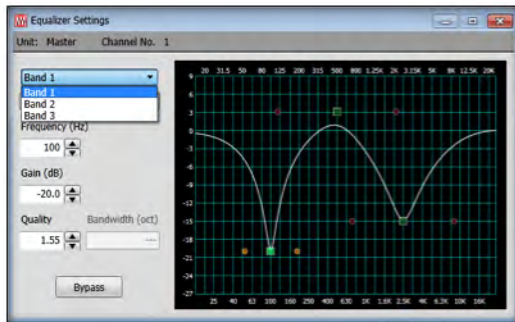 Equalizer Settings
Unit: Master Channel No. 1
Band 1
Band 1
Band 2
Band 3
Frequency (Hz)
100
Gain (dB)
-20.0
Quality Bandwidth (oct)
1.55 ---
Bypass
20 31.5 50 80 125 200 315 500 800 1.25K 2K 3.15K 5K 8K 12.5K 20K
9
6
3
0
-3
-6
-9
-12
-15
-18
-21
-24
-27
25 40 63 100 160 250 400 630 1K 1.6K 2.5K 4K 6.3K 10K 16K